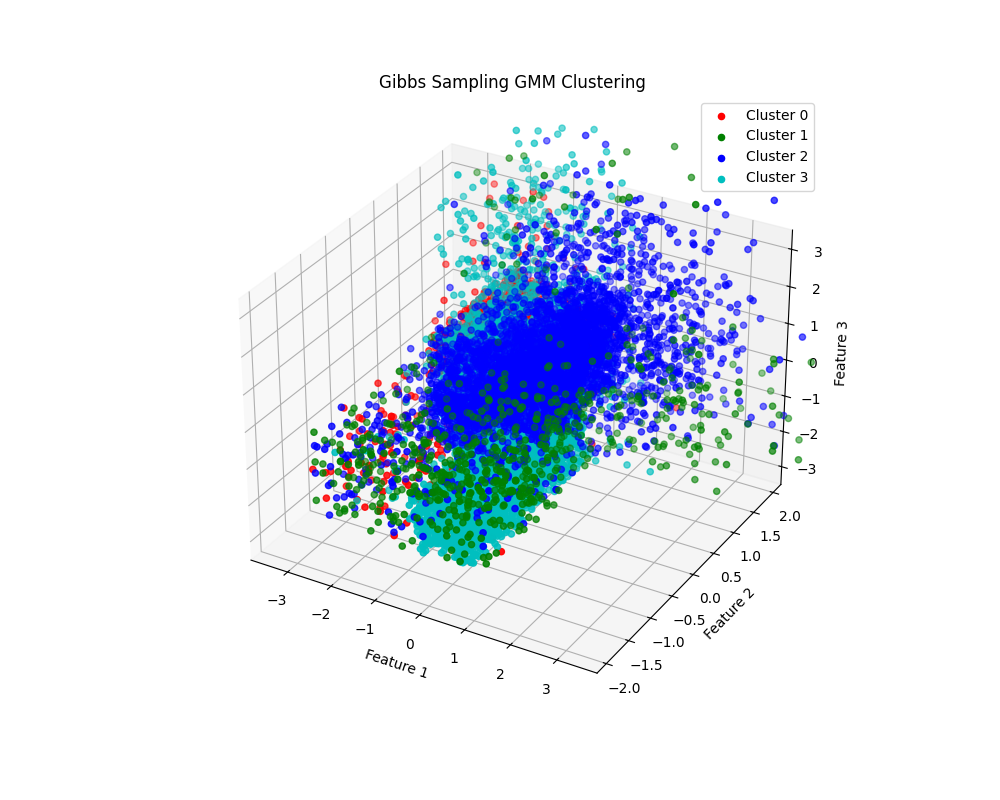 Gibbs Sampling GMM Clustering
Cluster 0
Cluster 1
Cluster 2
Cluster 3
3
2
1
0
−1
−2
−3
Feature 3
2.0
1.5
1.0
0.5
0.0
−0.5
−1.0
−1.5
−2.0
Feature 2
−3
−2
−1
0
1
2
3
Feature 1